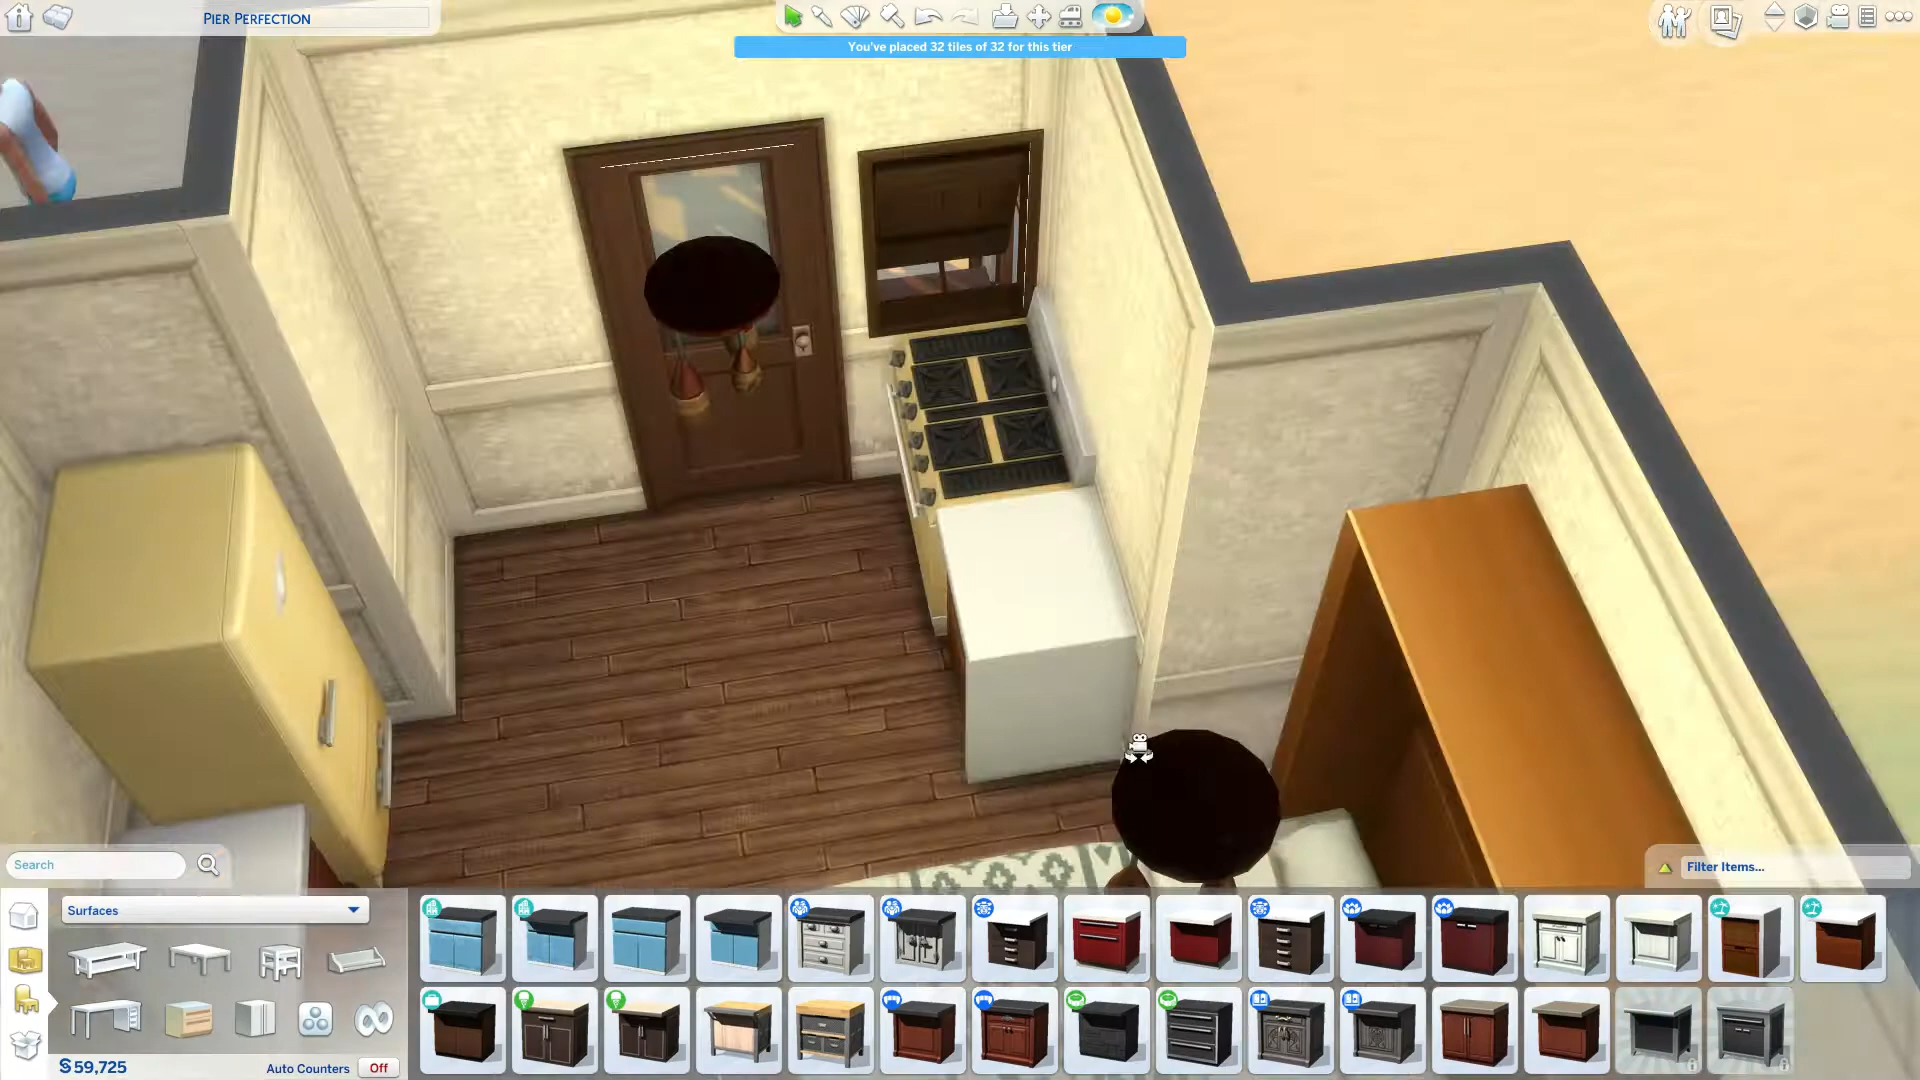 PIER PERFECTION
You've placed 32 tiles of 32 for this tier
Search
Filter Items...
Surfaces
§59,725
Auto Counters
Off